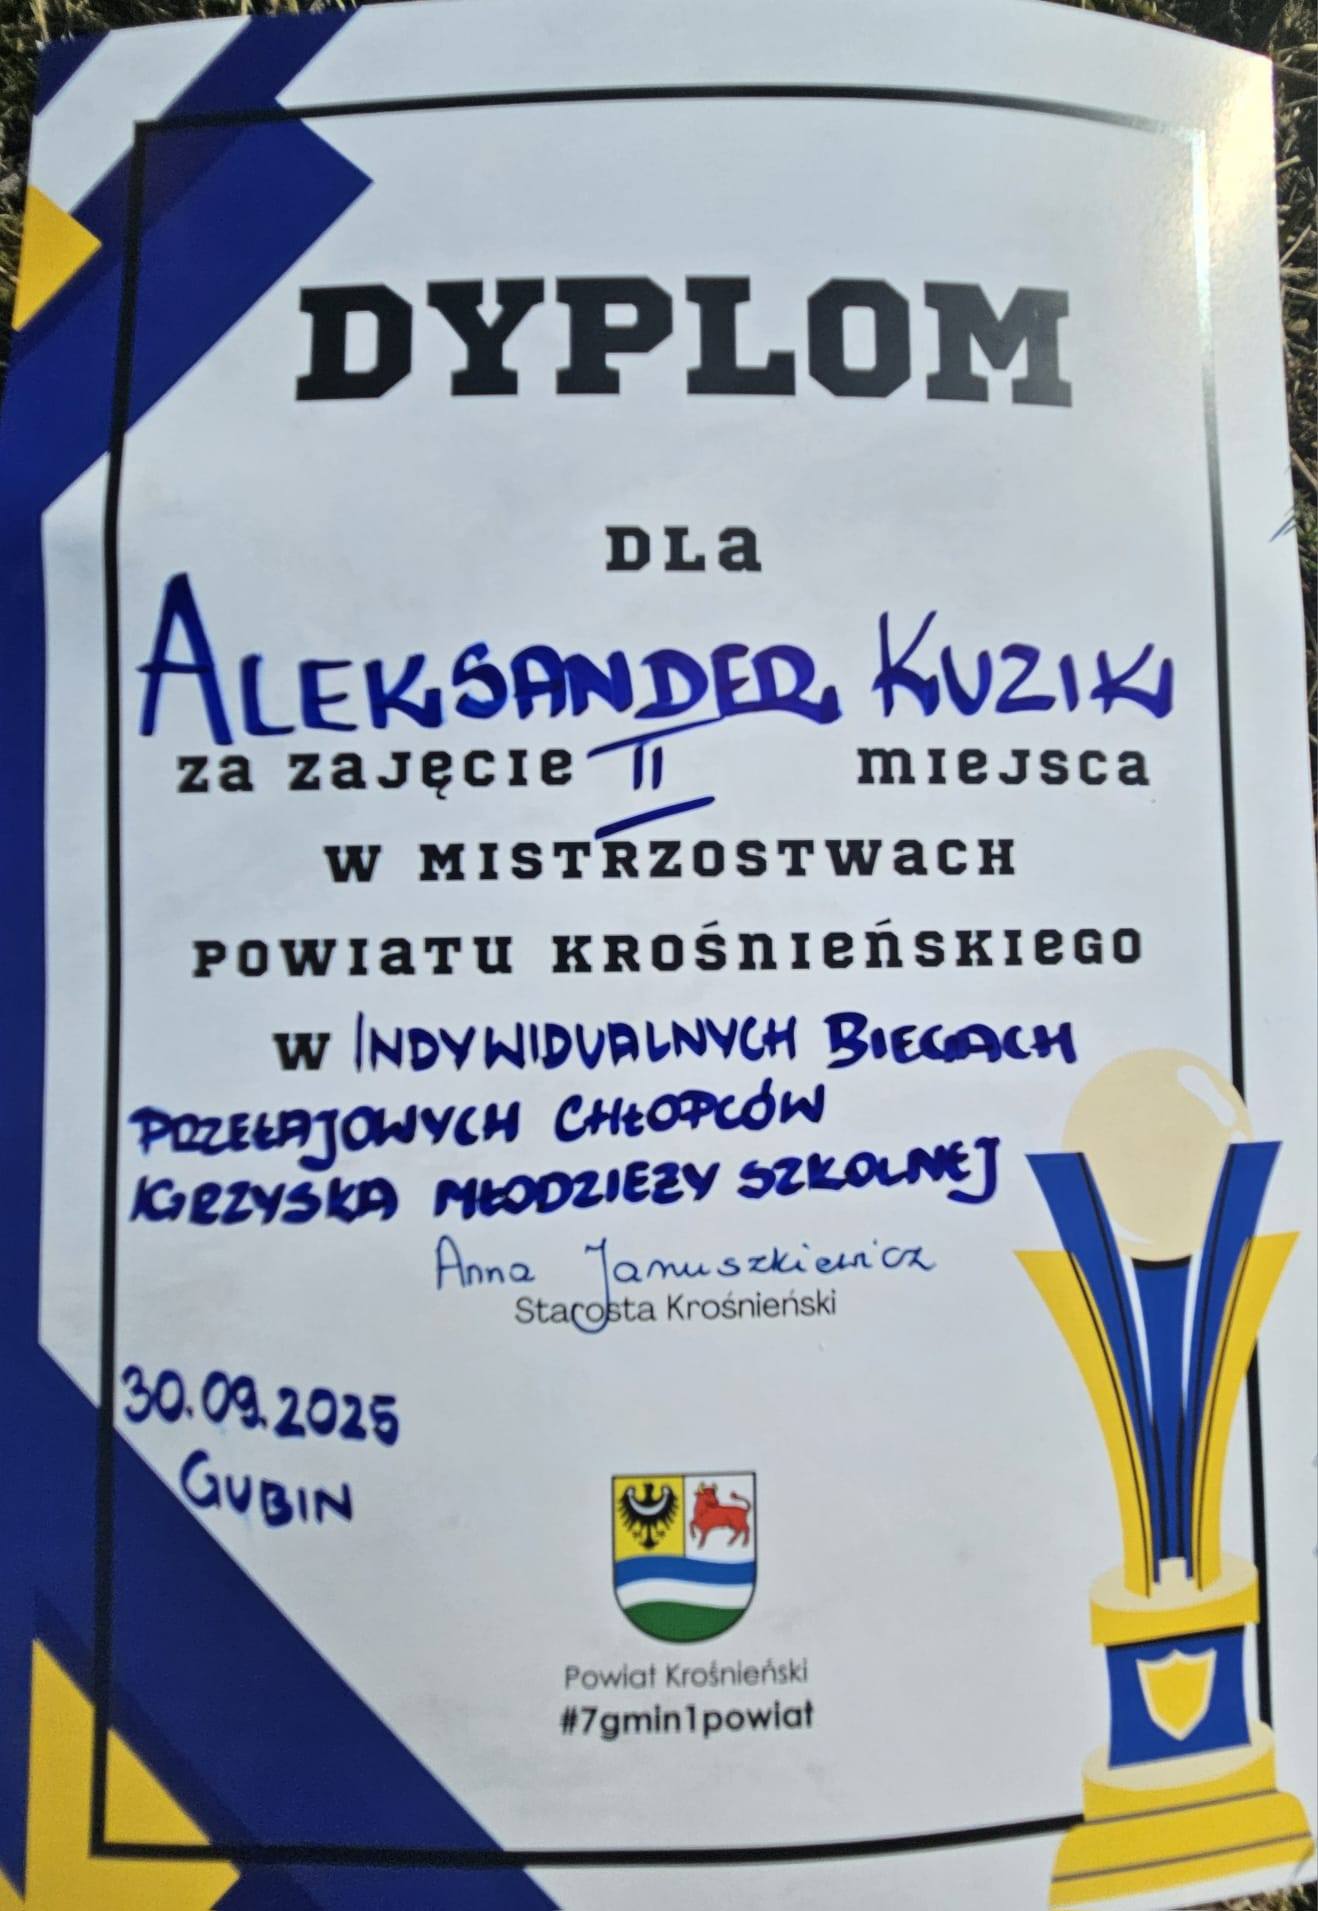 DYPLOM
DLA
ALEKSANDER KUZIK
ZA ZAJĘCIE II MIEJSCA
W MISTRZOSTWACH
POWIATU KROŚNIEŃSKIEGO
W INDYWIDUALNYCH BIEGACH
PRZEŁAJOWYCH CHŁOPCÓW
IGRZYSKA MŁODZIEZY SZKOLNEJ
Anna Januszkiewicz
Starosta Krośnieński
30.09.2025
GUBIN
Powiat Krośnieński
#7gmin1powiat